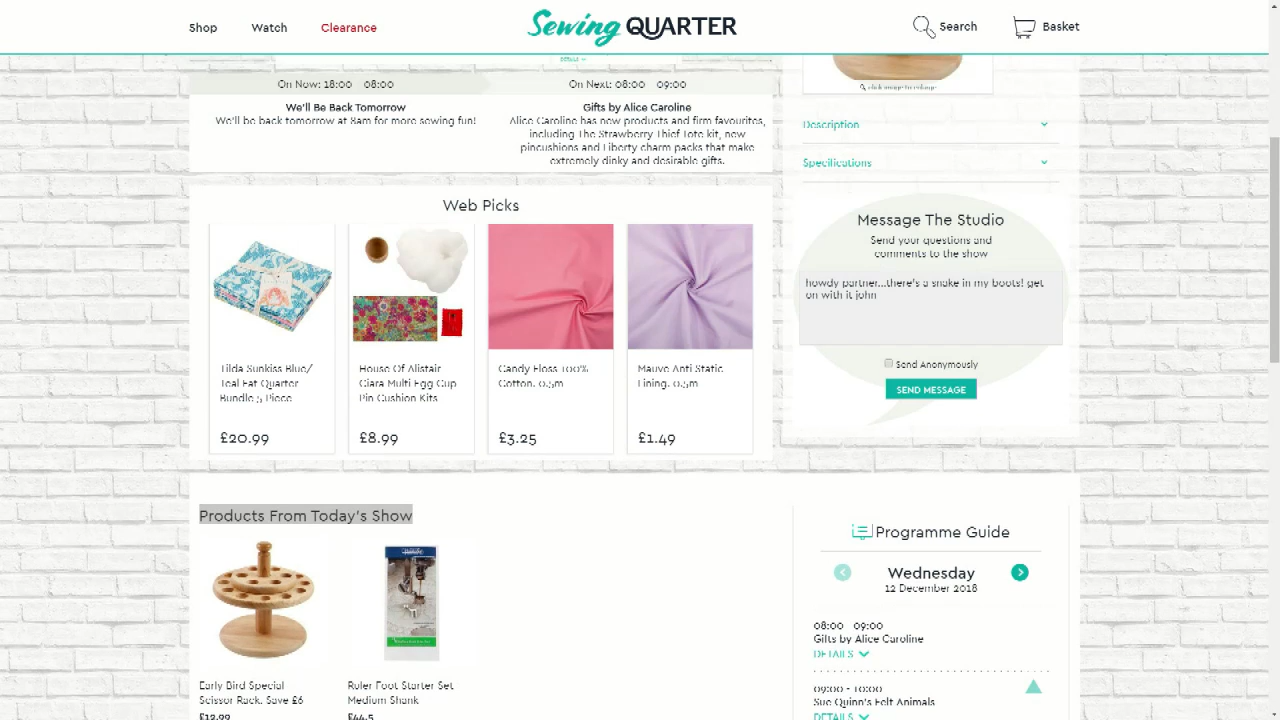 Shop
Watch
Clearance
Sewing QUARTER
Search
Basket
DETAILS
On Now: 18:00 08:00
On Next: 08:00 09:00
We'll Be Back Tomorrow
We'll be back tomorrow at 8am for more sewing fun!
Gifts by Alice Caroline
Alice Caroline has new products and firm favourites,
including The Strawberry Thief Tote kit, new
pincushions and Liberty charm packs that make
extremely dinky and desirable gifts.
click image to enlarge
Description
Specifications
Web Picks
Tilda Sunkiss Blue/
Teal Fat Quarter
Bundle 5 Piece
£20.99
House Of Alistair
Ciara Multi Egg Cup
Pin Cushion Kits
£8.99
Candy Floss 100%
Cotton. 0.5m
£3.25
Mauve Anti Static
Lining. 0.5m
£1.49
Message The Studio
Send your questions and
comments to the show
howdy partner...there's a snake in my boots! get
on with it john
Send Anonymously
SEND MESSAGE
Products From Today's Show
Early Bird Special
Scissor Rack. Save £6
£12.99
Ruler Foot Starter Set
Medium Shank
£44.5
Programme Guide
Wednesday
12 December 2018
08:00 09:00
Gifts by Alice Caroline
DETAILS
09:00 - 10:00
Sue Quinn's Felt Animals
DETAILS